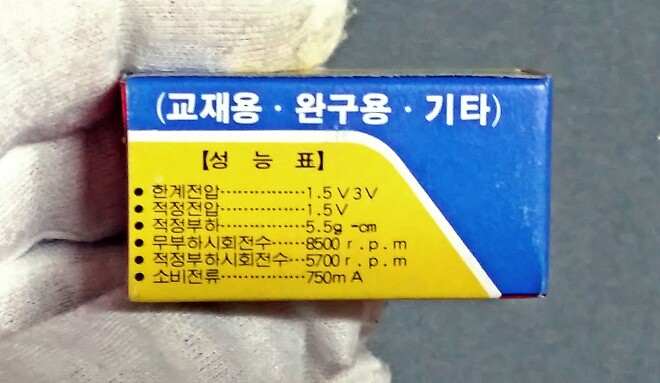 (교재용·완구용·기타)
【성 능 표】
● 한계전압················1.5V3V
● 적정전압················1.5V
● 적정부하················5.5g-cm
● 무부하시회전수······8500 r.p.m
● 적정부하시회전수···5700 r.p.m
● 소비전류················750mA